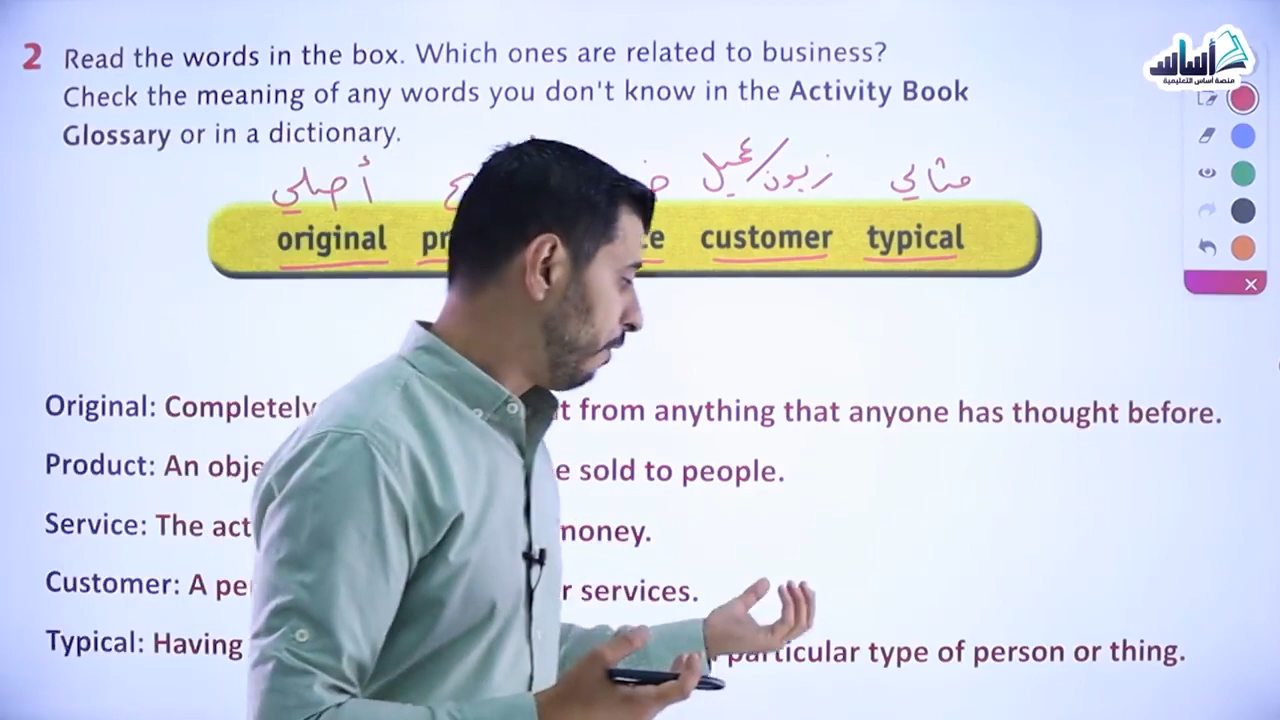 2 Read the words in the box. Which ones are related to business?
Check the meaning of any words you don't know in the Activity Book
Glossary or in a dictionary.
أصلي زبون/عميل مثالي
original customer typical
Original: Completely from anything that anyone has thought before.
Product: An sold to people.
Service: The money.
Customer: A services.
Typical: Having particular type of person or thing.
أساس
منصة أساس التعليمية